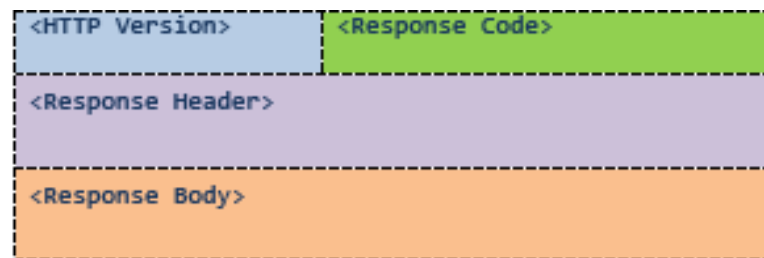 <HTTP Version> <Response Code>
<Response Header>
<Response Body>